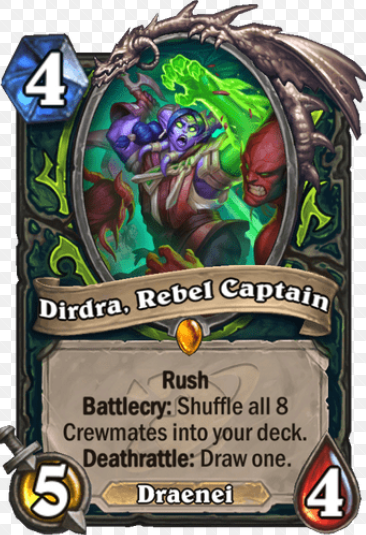 4
Dirdra, Rebel Captain
Rush
Battlecry: Shuffle all 8
Crewmates into your deck.
Deathrattle: Draw one.
5
Draenei
4